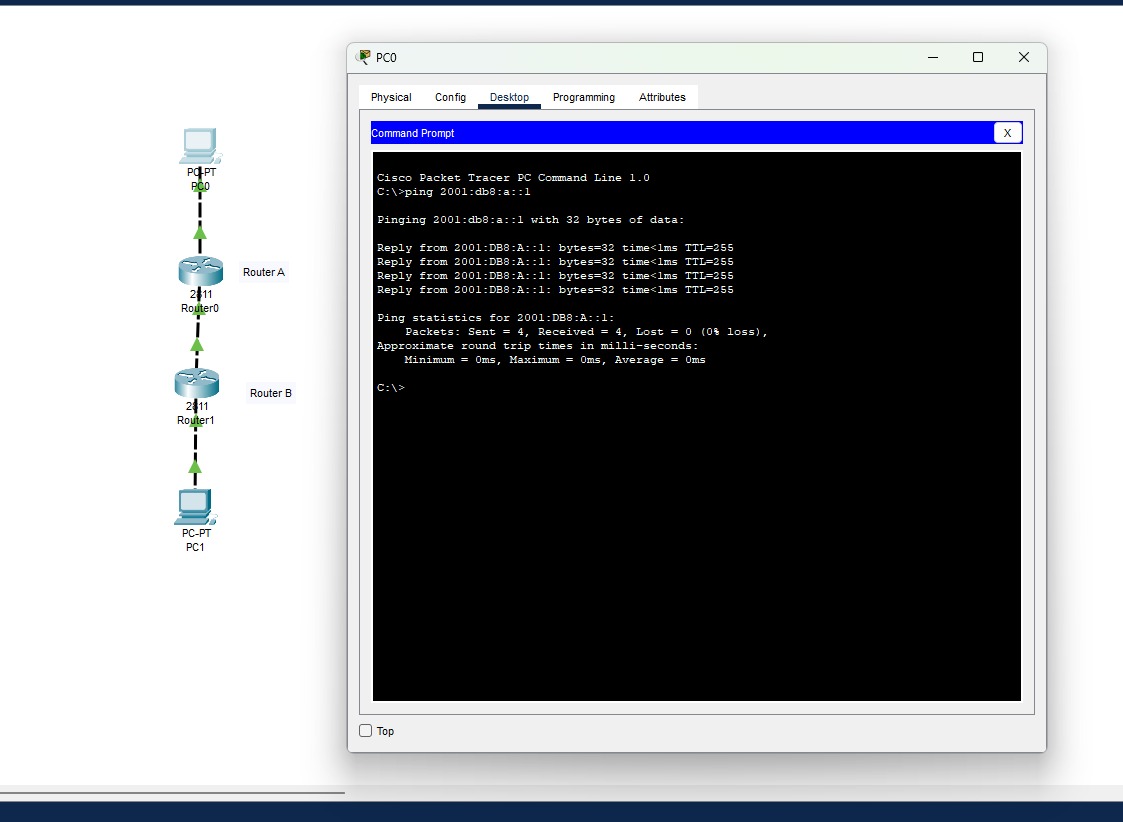 PC0
Physical Config Desktop Programming Attributes
Command Prompt
X
Cisco Packet Tracer PC Command Line 1.0
C:\>ping 2001:db8:a::1
Pinging 2001:db8:a::1 with 32 bytes of data:
Reply from 2001:DB8:A::1: bytes=32 time<1ms TTL=255
Reply from 2001:DB8:A::1: bytes=32 time<1ms TTL=255
Reply from 2001:DB8:A::1: bytes=32 time<1ms TTL=255
Reply from 2001:DB8:A::1: bytes=32 time<1ms TTL=255
Ping statistics for 2001:DB8:A::1:
Packets: Sent = 4, Received = 4, Lost = 0 (0% loss),
Approximate round trip times in milli-seconds:
Minimum = 0ms, Maximum = 0ms, Average = 0ms
C:\>
Top
PC-PT
PC0
Router A
2811
Router0
Router B
2811
Router1
PC-PT
PC1